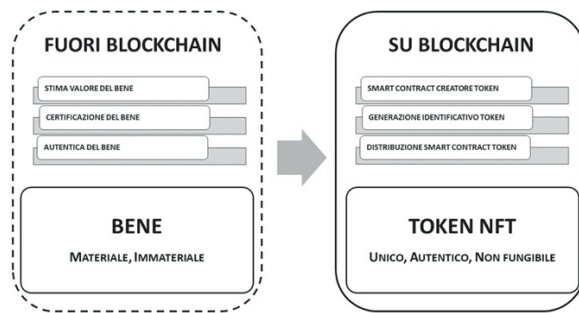 FUORI BLOCKCHAIN
STIMA VALORE DEL BENE
CERTIFICAZIONE DEL BENE
AUTENTICA DEL BENE
BENE
MATERIALE, IMMATERIALE
SU BLOCKCHAIN
SMART CONTRACT CREATORE TOKEN
GENERAZIONE IDENTIFICATIVO TOKEN
DISTRIBUZIONE SMART CONTRACT TOKEN
TOKEN NFT
UNICO, AUTENTICO, NON FUNGIBILE